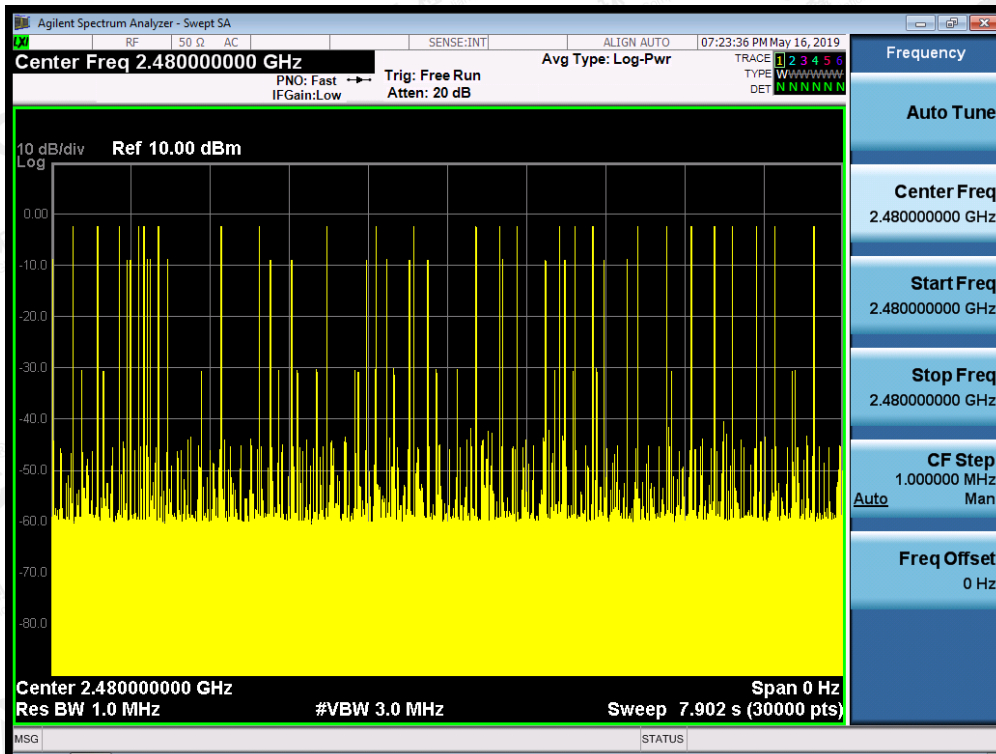 Agilent Spectrum Analyzer - Swept SA
LXI RF 50 Ω AC SENSE:INT ALIGN AUTO 07:23:36 PM May 16, 2019
Center Freq 2.480000000 GHz
PNO: Fast
IFGain:Low
Trig: Free Run
Atten: 20 dB
Avg Type: Log-Pwr
TRACE 1 2 3 4 5 6
TYPE WWWWWW
DET N N N N N N
10 dB/div Ref 10.00 dBm
Log
0.00
-10.0
-20.0
-30.0
-40.0
-50.0
-60.0
-70.0
-80.0
Center 2.480000000 GHz Span 0 Hz
Res BW 1.0 MHz #VBW 3.0 MHz Sweep 7.902 s (30000 pts)
MSG STATUS
Frequency
Auto Tune
Center Freq
2.480000000 GHz
Start Freq
2.480000000 GHz
Stop Freq
2.480000000 GHz
CF Step
1.000000 MHz
Auto Man
Freq Offset
0 Hz